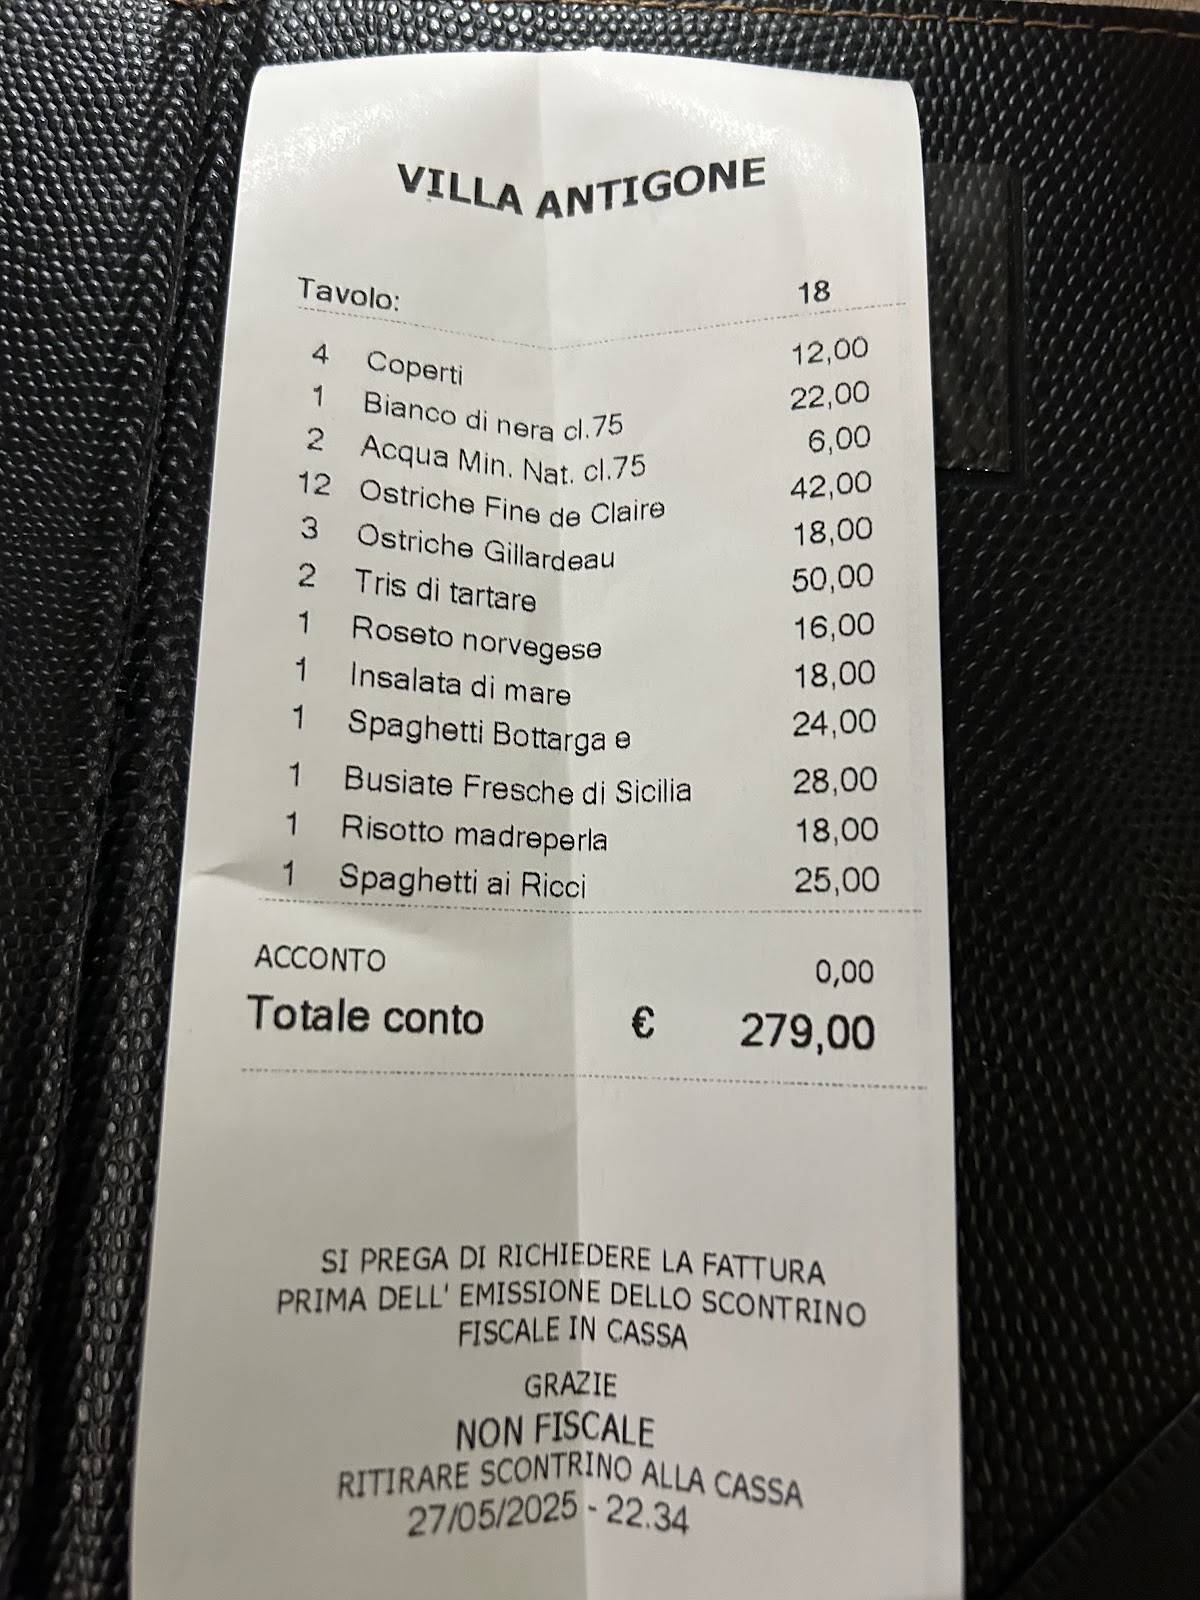 VILLA ANTIGONE
Tavolo: 18
4 Coperti 12,00
1 Bianco di nera cl.75 22,00
2 Acqua Min. Nat. cl.75 6,00
12 Ostriche Fine de Claire 42,00
3 Ostriche Gillardeau 18,00
2 Tris di tartare 50,00
1 Roseto norvegese 16,00
1 Insalata di mare 18,00
1 Spaghetti Bottarga e 24,00
1 Busiate Fresche di Sicilia 28,00
1 Risotto madreperla 18,00
1 Spaghetti ai Ricci 25,00
ACCONTO 0,00
Totale conto € 279,00
SI PREGA DI RICHIEDERE LA FATTURA
PRIMA DELL' EMISSIONE DELLO SCONTRINO
FISCALE IN CASSA
GRAZIE
NON FISCALE
RITIRARE SCONTRINO ALLA CASSA
27/05/2025 - 22.34